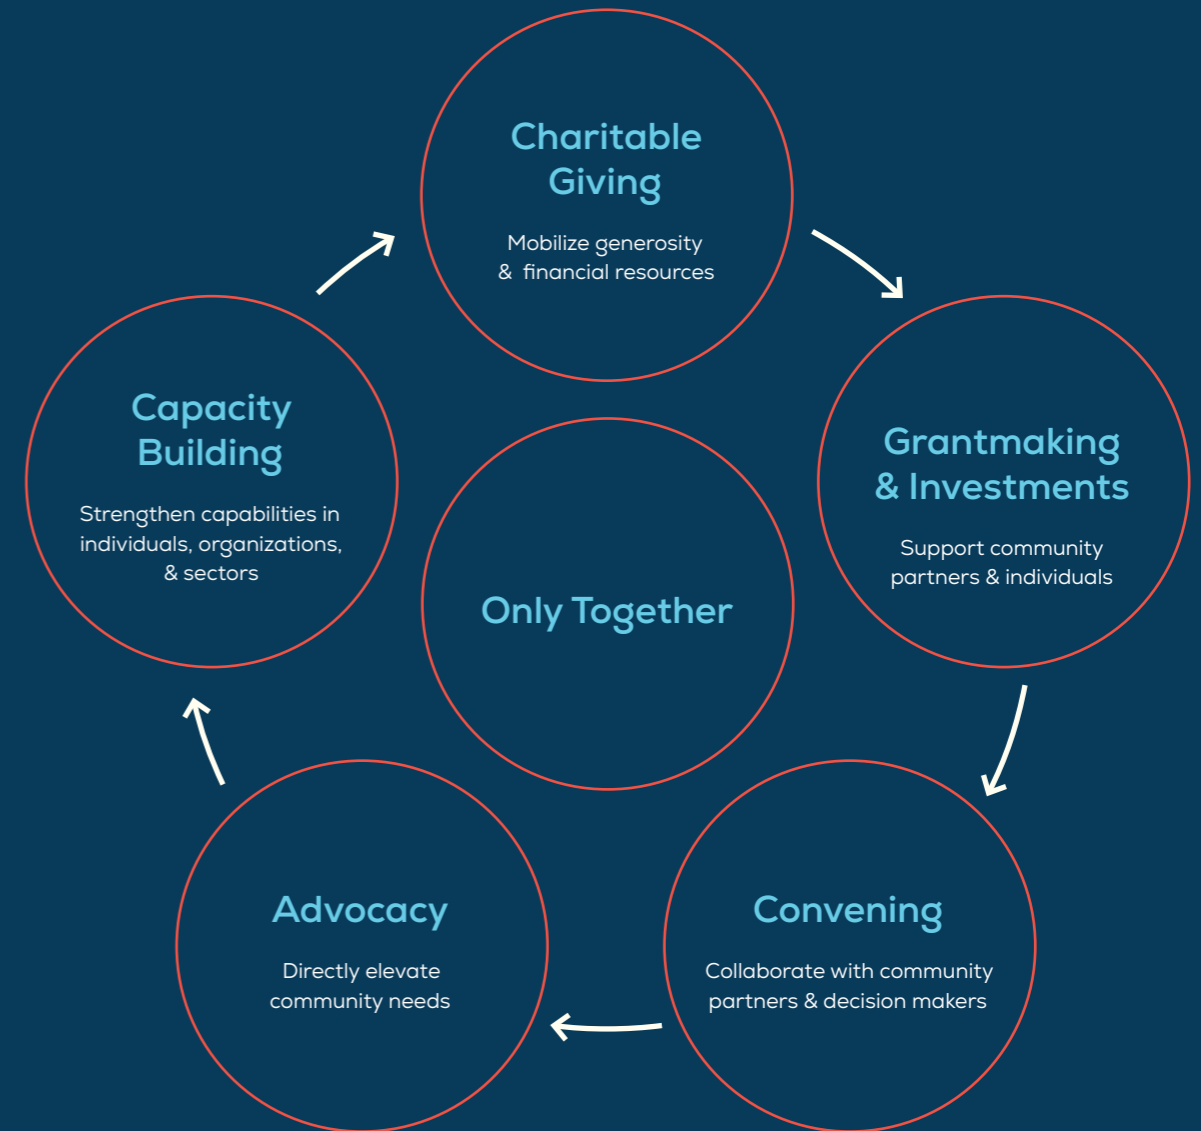 Charitable
Giving
Mobilize generosity
& financial resources
Grantmaking
& Investments
Support community
partners & individuals
Convening
Collaborate with community
partners & decision makers
Advocacy
Directly elevate
community needs
Capacity
Building
Strengthen capabilities in
individuals, organizations,
& sectors
Only Together